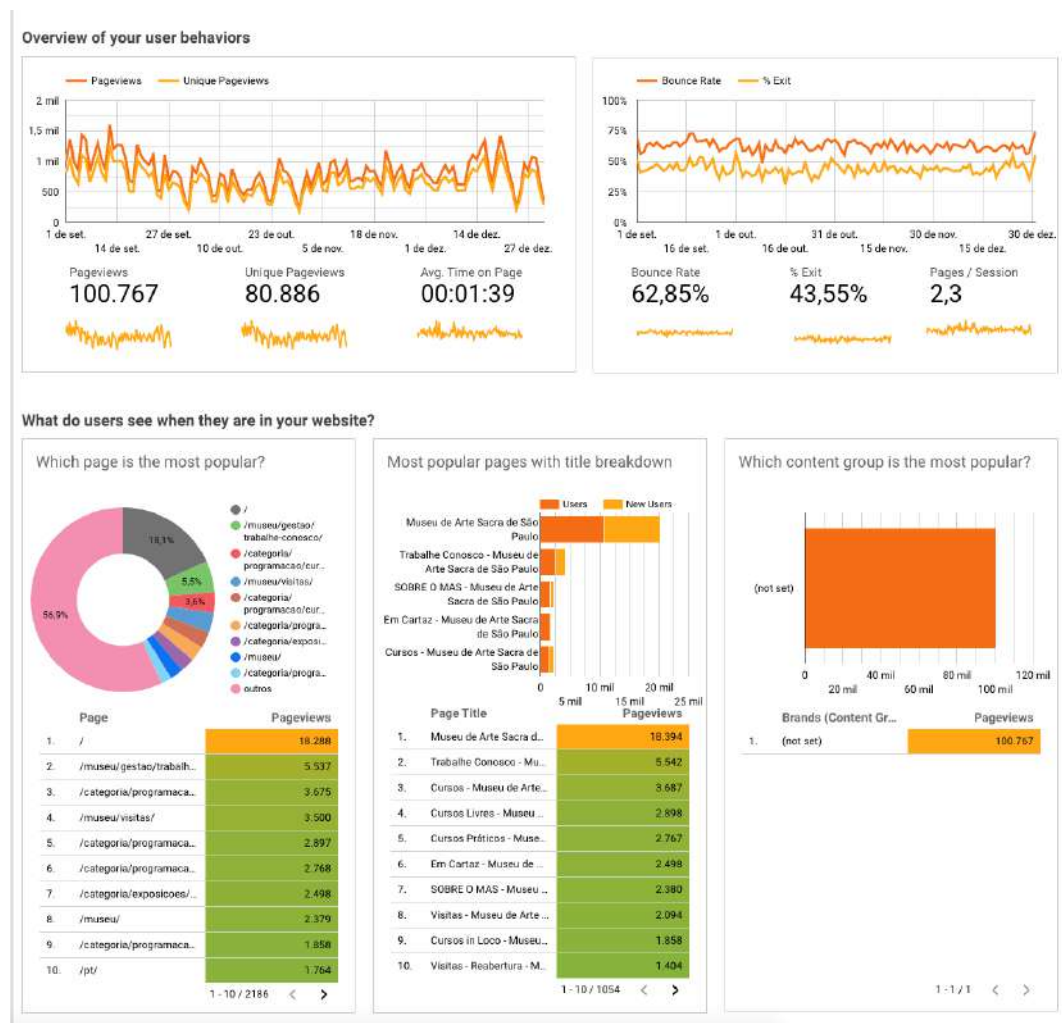 Overview of your user behaviors
Pageviews Unique Pageviews
2 mil
1,5 mil
1 mil
500
0
1 de set. 27 de set. 23 de out. 18 de nov. 14 de dez.
14 de set. 10 de out. 5 de nov. 1 de dez. 27 de dez.
Pageviews Unique Pageviews Avg. Time on Page
100.767 80.886 00:01:39
Bounce Rate % Exit
100%
75%
50%
25%
0%
1 de set. 1 de out. 31 de out. 30 de nov. 30 de dez.
16 de set. 16 de out. 15 de nov. 15 de dez.
Bounce Rate % Exit Pages / Session
62,85% 43,55% 2,3
What do users see when they are in your website?
Which page is the most popular?
18,1%
5,5%
3,6%
56,9%
/
/museu/gestao/
trabalhe-conosco/
/categoria/
programacao/cur...
/museu/visitas/
/categoria/
programacao/cur...
/categoria/progra...
/categoria/exposi...
/museu/
/categoria/progra...
outros
Page Pageviews
1. / 18.288
2. /museu/gestao/trabalh... 5.537
3. /categoria/programaca... 3.675
4. /museu/visitas/ 3.500
5. /categoria/programaca... 2.897
6. /categoria/programaca... 2.768
7. /categoria/exposicoes/... 2.498
8. /museu/ 2.379
9. /categoria/programaca... 1.858
10. /pt/ 1.764
1 - 10 / 2186 < >
Most popular pages with title breakdown
Users New Users
Museu de Arte Sacra de São
Paulo
Trabalhe Conosco - Museu de
Arte Sacra de São Paulo
SOBRE O MAS - Museu de Arte
Sacra de São Paulo
Em Cartaz - Museu de Arte Sacra
de São Paulo
Cursos - Museu de Arte Sacra de
São Paulo
0 10 mil 20 mil
5 mil 15 mil 25 mil
Page Title Pageviews
1. Museu de Arte Sacra d... 18.394
2. Trabalhe Conosco - Mu... 5.542
3. Cursos - Museu de Arte... 3.687
4. Cursos Livres - Museu ... 2.898
5. Cursos Práticos - Muse... 2.767
6. Em Cartaz - Museu de ... 2.498
7. SOBRE O MAS - Museu ... 2.380
8. Visitas - Museu de Arte ... 2.094
9. Cursos in Loco - Museu... 1.858
10. Visitas - Reabertura - M... 1.404
1 - 10 / 1054 < >
Which content group is the most popular?
(not set)
0 40 mil 80 mil 120 mil
20 mil 60 mil 100 mil
Brands (Content Gr... Pageviews
1. (not set) 100.767
1 - 1 / 1 < >